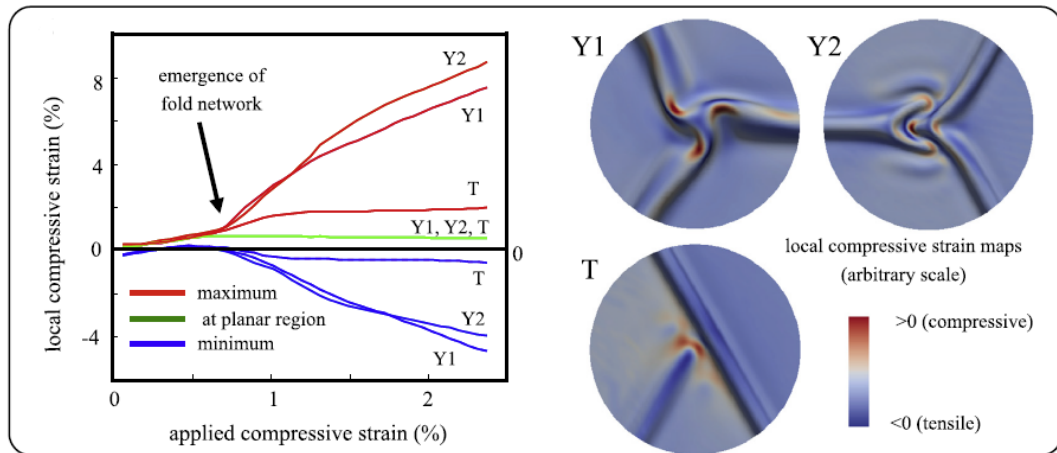 8
4
0
-4
local compressive strain (%)
emergence of
fold network
Y2
Y1
T
Y1, Y2, T
0
T
Y2
Y1
maximum
at planar region
minimum
0
1
2
applied compressive strain (%)
Y1
Y2
T
local compressive strain maps
(arbitrary scale)
>0 (compressive)
<0 (tensile)